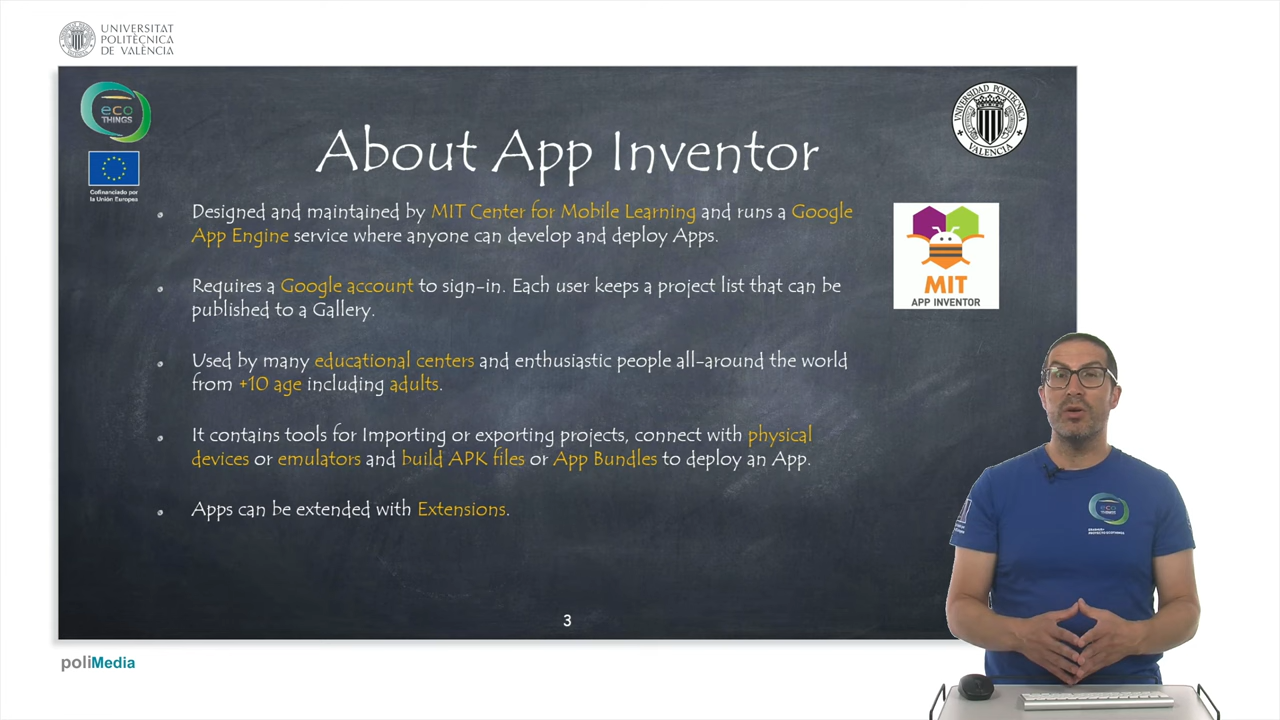 UNIVERSITAT
POLITÈCNICA
DE VALÈNCIA
eco
THINGS
Cofinanciado por
la Unión Europea
UNIVERSIDAD POLITECNICA
VALENCIA
About App Inventor
Designed and maintained by MIT Center for Mobile Learning and runs a Google
App Engine service where anyone can develop and deploy Apps.
Requires a Google account to sign-in. Each user keeps a project list that can be
published to a Gallery.
Used by many educational centers and enthusiastic people all-around the world
from +10 age including adults.
It contains tools for Importing or exporting projects, connect with physical
devices or emulators and build APK files or App Bundles to deploy an App.
Apps can be extended with Extensions.
MIT
APP INVENTOR
3
eco
THINGS
poliMedia